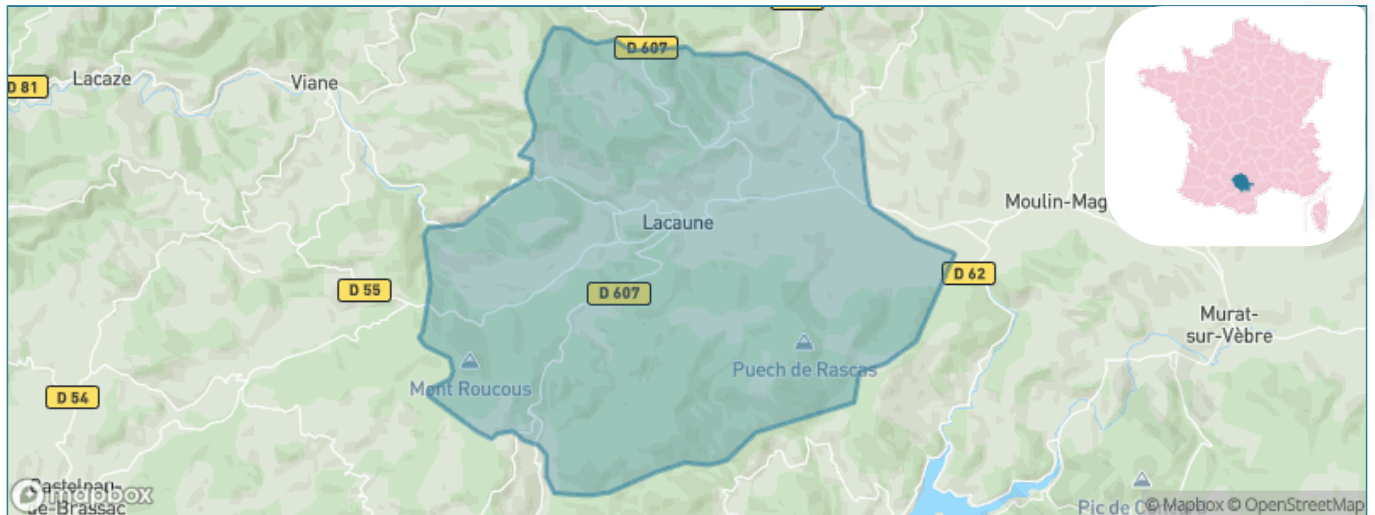 D 607
Lacaze
Viane
D 81
Moulin-Mag
Lacaune
D 62
D 55
D 607
Murat-
sur-Vèbre
Puech de Rascas
Mont Roucous
D 54
Castelnau-
de-Brassac
mapbox
Pic de
© Mapbox © OpenStreetMap